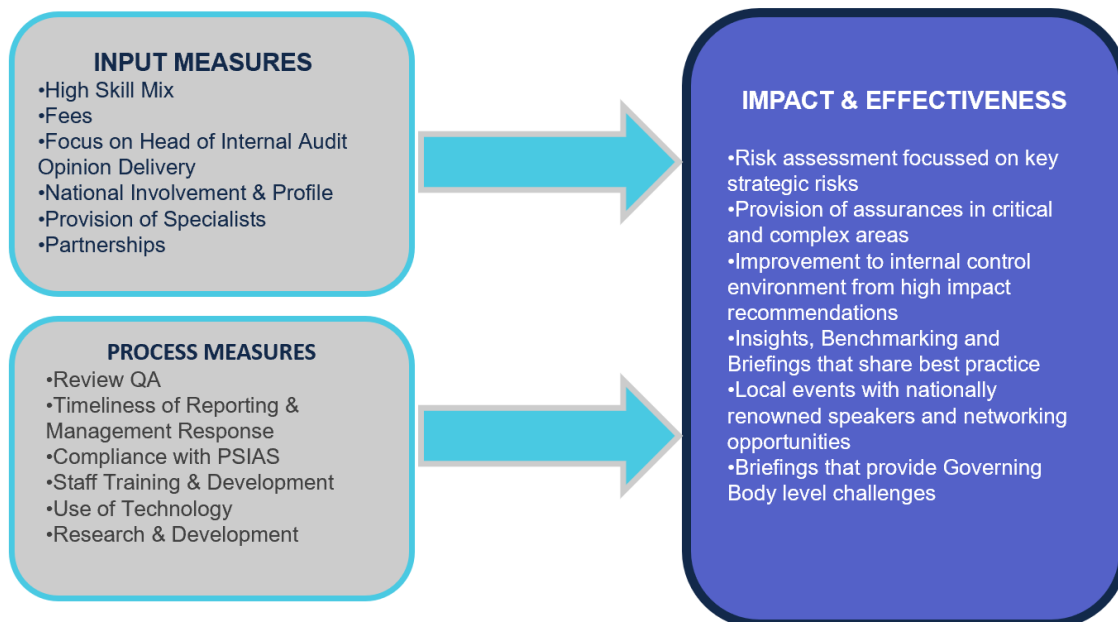 INPUT MEASURES
•High Skill Mix
•Fees
•Focus on Head of Internal Audit
Opinion Delivery
•National Involvement & Profile
•Provision of Specialists
•Partnerships
PROCESS MEASURES
•Review QA
•Timeliness of Reporting &
Management Response
•Compliance with PSIAS
•Staff Training & Development
•Use of Technology
•Research & Development
IMPACT & EFFECTIVENESS
•Risk assessment focussed on key
strategic risks
•Provision of assurances in critical
and complex areas
•Improvement to internal control
environment from high impact
recommendations
•Insights, Benchmarking and
Briefings that share best practice
•Local events with nationally
renowned speakers and networking
opportunities
•Briefings that provide Governing
Body level challenges